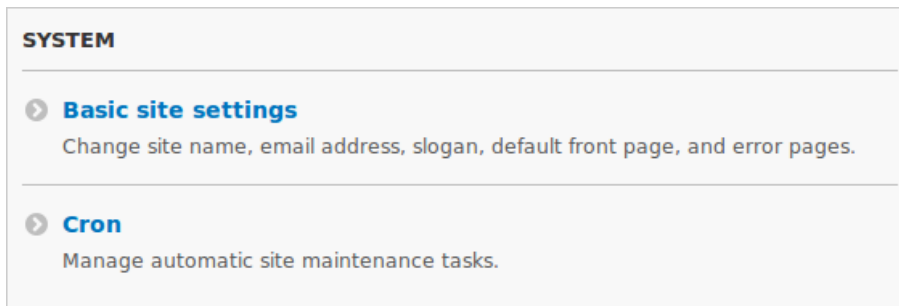 SYSTEM
Basic site settings
Change site name, email address, slogan, default front page, and error pages.
Cron
Manage automatic site maintenance tasks.